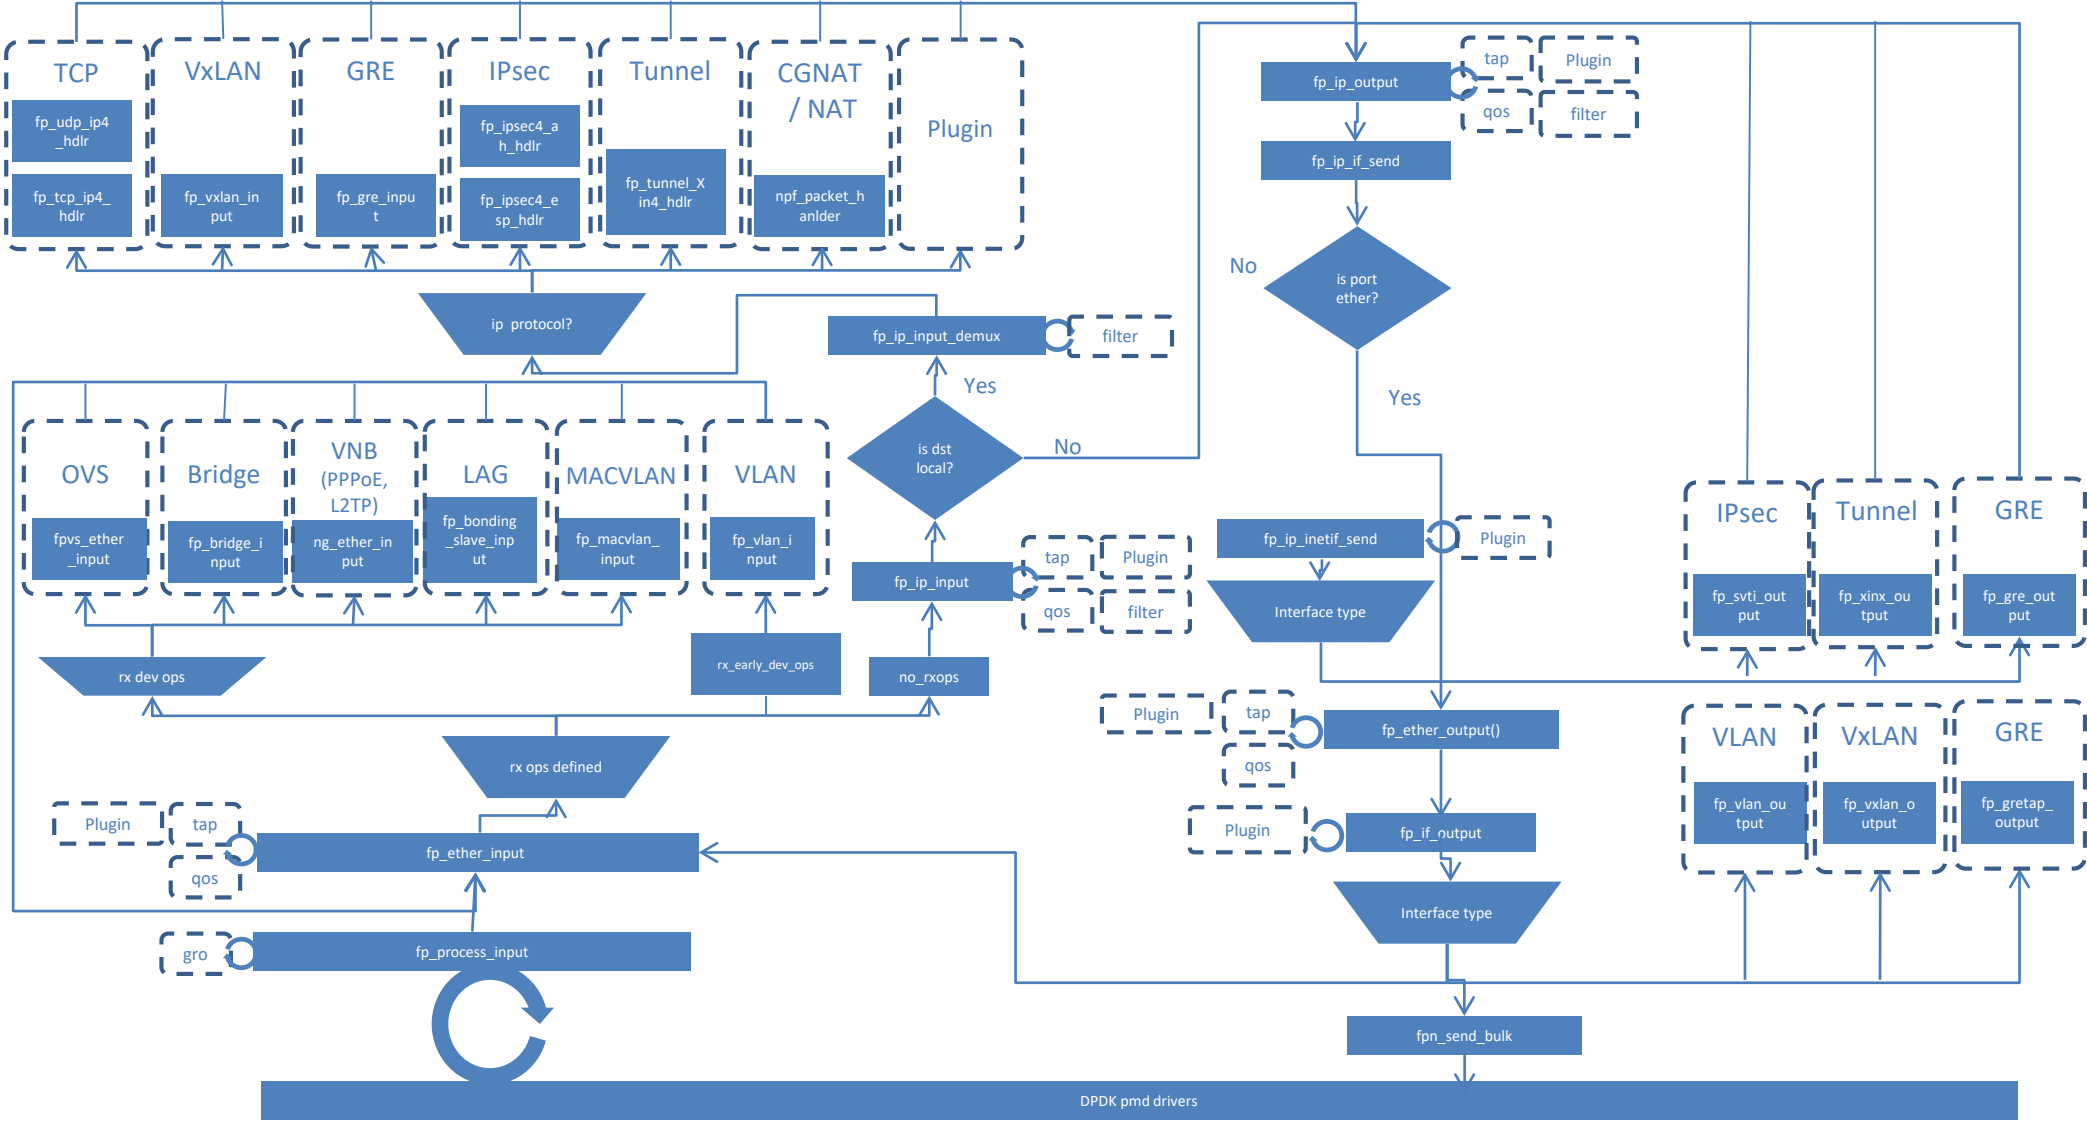 TCP
fp_udp_ip4
_hdlr
fp_tcp_ip4_
hdlr
VxLAN
fp_vxlan_in
put
GRE
fp_gre_inpu
t
IPsec
fp_ipsec4_a
h_hdlr
fp_ipsec4_e
sp_hdlr
Tunnel
fp_tunnel_X
in4_hdlr
CGNAT
/ NAT
npf_packet_h
anlder
Plugin
fp_ip_output
tap
Plugin
qos
filter
fp_ip_if_send
No
is port
ether?
Yes
ip protocol?
fp_ip_input_demux
filter
Yes
is dst
local?
No
OVS
fpvs_ether
_input
Bridge
fp_bridge_i
nput
VNB
(PPPoE,
L2TP)
ng_ether_in
put
LAG
fp_bonding
_slave_inp
ut
MACVLAN
fp_macvlan_
input
VLAN
fp_vlan_i
nput
fp_ip_input
tap
Plugin
qos
filter
fp_ip_inetif_send
Plugin
Interface type
IPsec
fp_svti_out
put
Tunnel
fp_xinx_ou
tput
GRE
fp_gre_out
put
rx dev ops
rx_early_dev_ops
no_rxops
Plugin
tap
qos
fp_ether_output()
VLAN
fp_vlan_ou
tput
VxLAN
fp_vxlan_o
utput
GRE
fp_gretap_
output
rx ops defined
Plugin
tap
qos
fp_ether_input
Plugin
fp_if_output
Interface type
gro
fp_process_input
fpn_send_bulk
DPDK pmd drivers